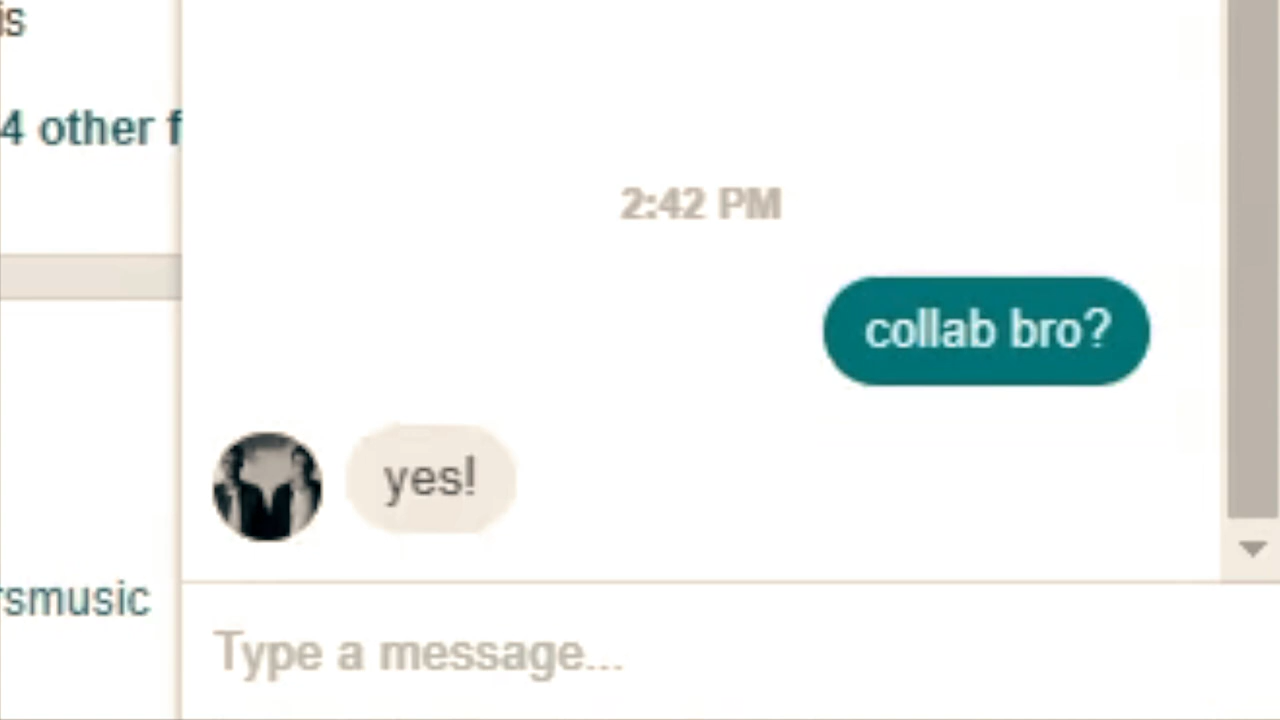 is
4 other f
2:42 PM
collab bro?
yes!
rsmusic
Type a message...